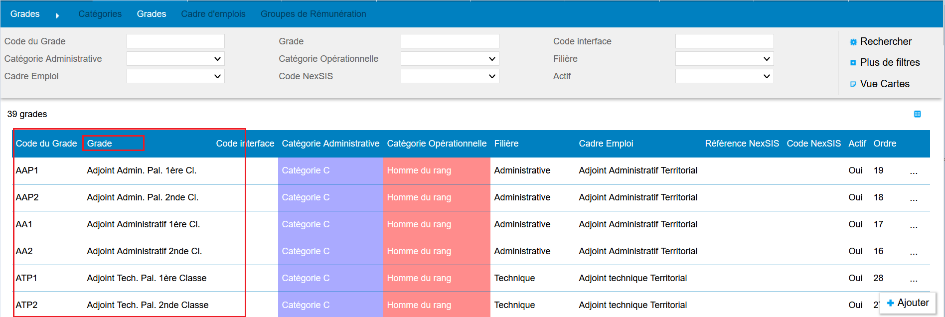 Grades Catégories Grades Cadre d'emplois Groupes de Rémunération
Code du Grade Grade Code Interface Rechercher
Catégorie Administrative Catégorie Opérationnelle Filière Plus de filtres
Cadre Emploi Code NexSIS Actif Vue Cartes
39 grades
Code du Grade Grade Code interface Catégorie Administrative Catégorie Opérationnelle Filière Cadre Emploi Référence NexSIS Code NexSIS Actif Ordre
AAP1 Adjoint Admin. Pal. 1ère Cl. Catégorie C Homme du rang Administrative Adjoint Administratif Territorial Oui 19 ...
AAP2 Adjoint Admin. Pal. 2nde Cl. Catégorie C Homme du rang Administrative Adjoint Administratif Territorial Oui 18 ...
AA1 Adjoint Administratif 1ère Cl. Catégorie C Homme du rang Administrative Adjoint Administratif Territorial Oui 17 ...
AA2 Adjoint Administratif 2nde Cl. Catégorie C Homme du rang Administrative Adjoint Administratif Territorial Oui 16 ...
ATP1 Adjoint Tech. Pal. 1ère Classe Catégorie C Homme du rang Technique Adjoint technique Territorial Oui 28 ...
ATP2 Adjoint Tech. Pal. 2nde Classe Catégorie C Homme du rang Technique Adjoint technique Territorial Oui Ajouter